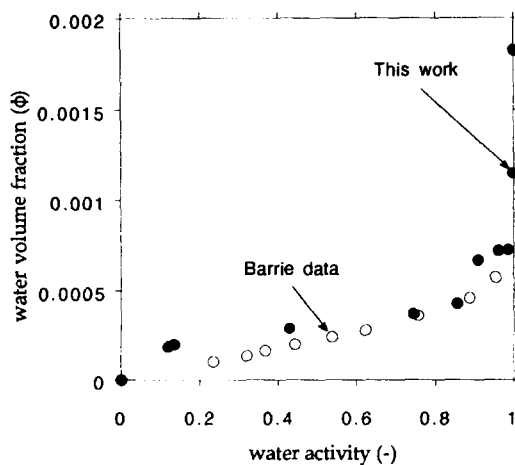 0.002
0.0015
0.001
0.0005
0
water volume fraction (ϕ)
This work
Barrie data
0 0.2 0.4 0.6 0.8 1
water activity (-)